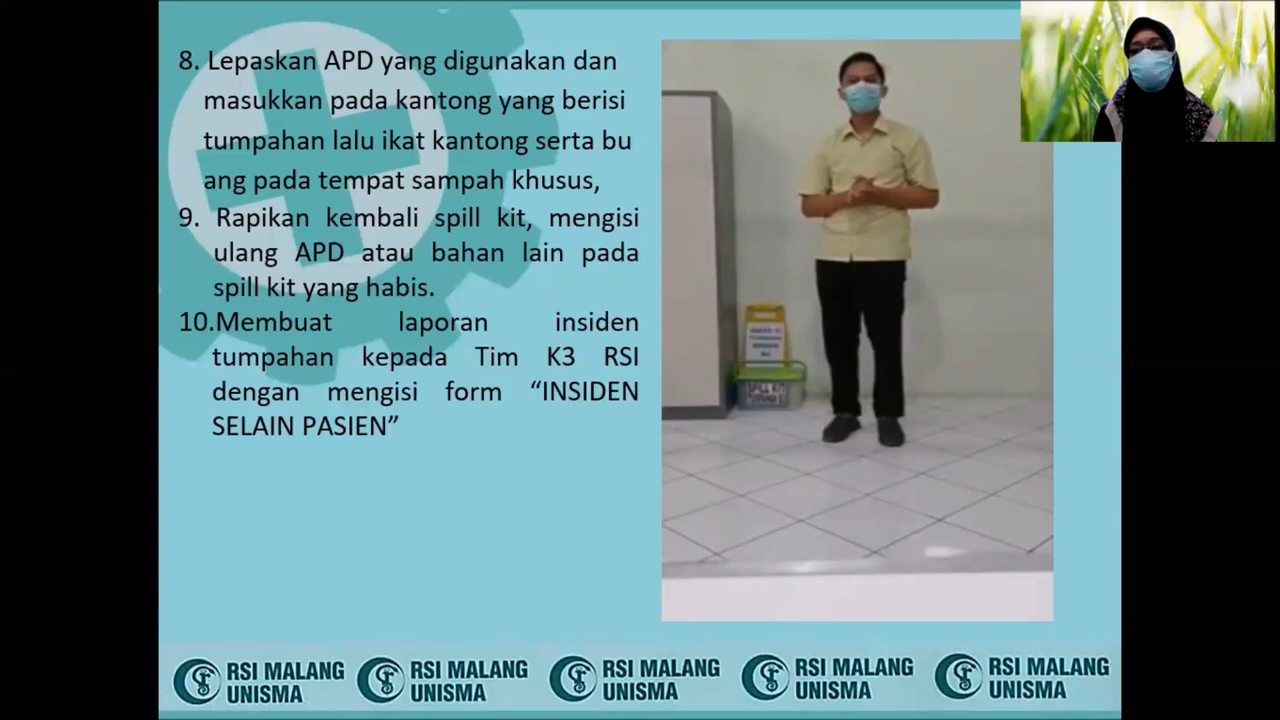 8. Lepaskan APD yang digunakan dan
masukkan pada kantong yang berisi
tumpahan lalu ikat kantong serta bu
ang pada tempat sampah khusus,
9. Rapikan kembali spill kit, mengisi
ulang APD atau bahan lain pada
spill kit yang habis.
10.Membuat laporan insiden
tumpahan kepada Tim K3 RSI
dengan mengisi form “INSIDEN
SELAIN PASIEN”
SPILL KIT
RSI MALANG
UNISMA
RSI MALANG
UNISMA
RSI MALANG
UNISMA
RSI MALANG
UNISMA
RSI MALANG
UNISMA